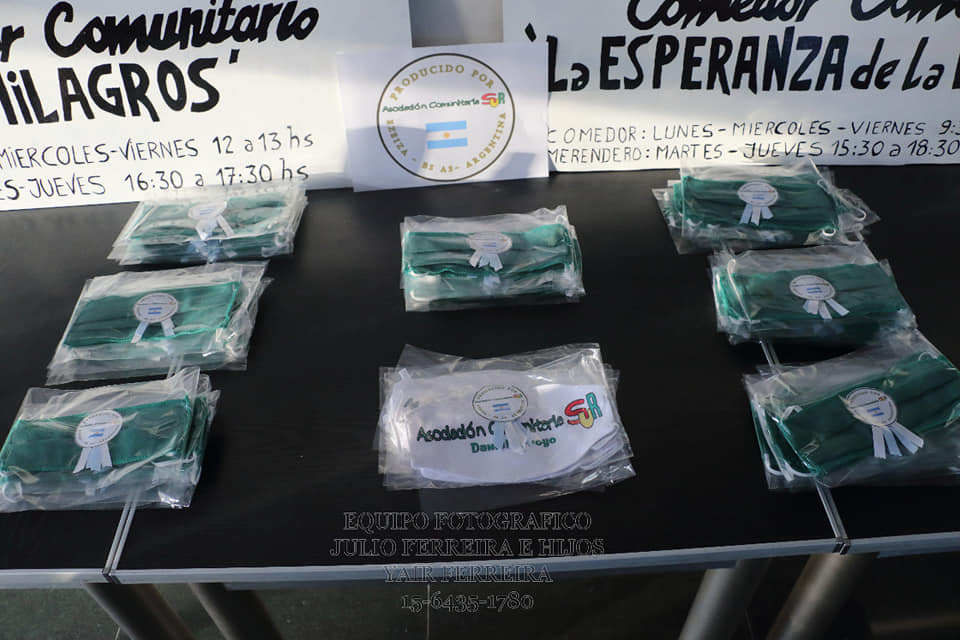 Comunitario
MILAGROS'
MIERCOLES-VIERNES 12 a 13 hs
JUEVES 16:30 a 17:30 hs
PRODUCIDO POR
Asociación Comunitaria SUR
EZEIZA - BS AS - ARGENTINA
Comedor
'La ESPERANZA de la
COMEDOR: LUNES-MIERCOLES-VIERNES
MERENDERO: MARTES-JUEVES 15:30 a 18:30
Asociación Comunitaria SUR
EQUIPO FOTOGRAFICO
JULIO FERREIRA E HIJOS
YAIR FERREIRA
15-6435-1780